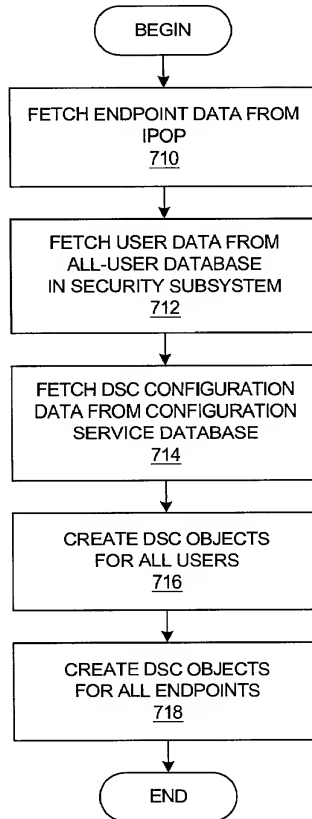 BEGIN
FETCH ENDPOINT DATA FROM
IPOP
710
FETCH USER DATA FROM
ALL-USER DATABASE
IN SECURITY SUBSYSTEM
712
FETCH DSC CONFIGURATION
DATA FROM CONFIGURATION
SERVICE DATABASE
714
CREATE DSC OBJECTS
FOR ALL USERS
716
CREATE DSC OBJECTS
FOR ALL ENDPOINTS
718
END